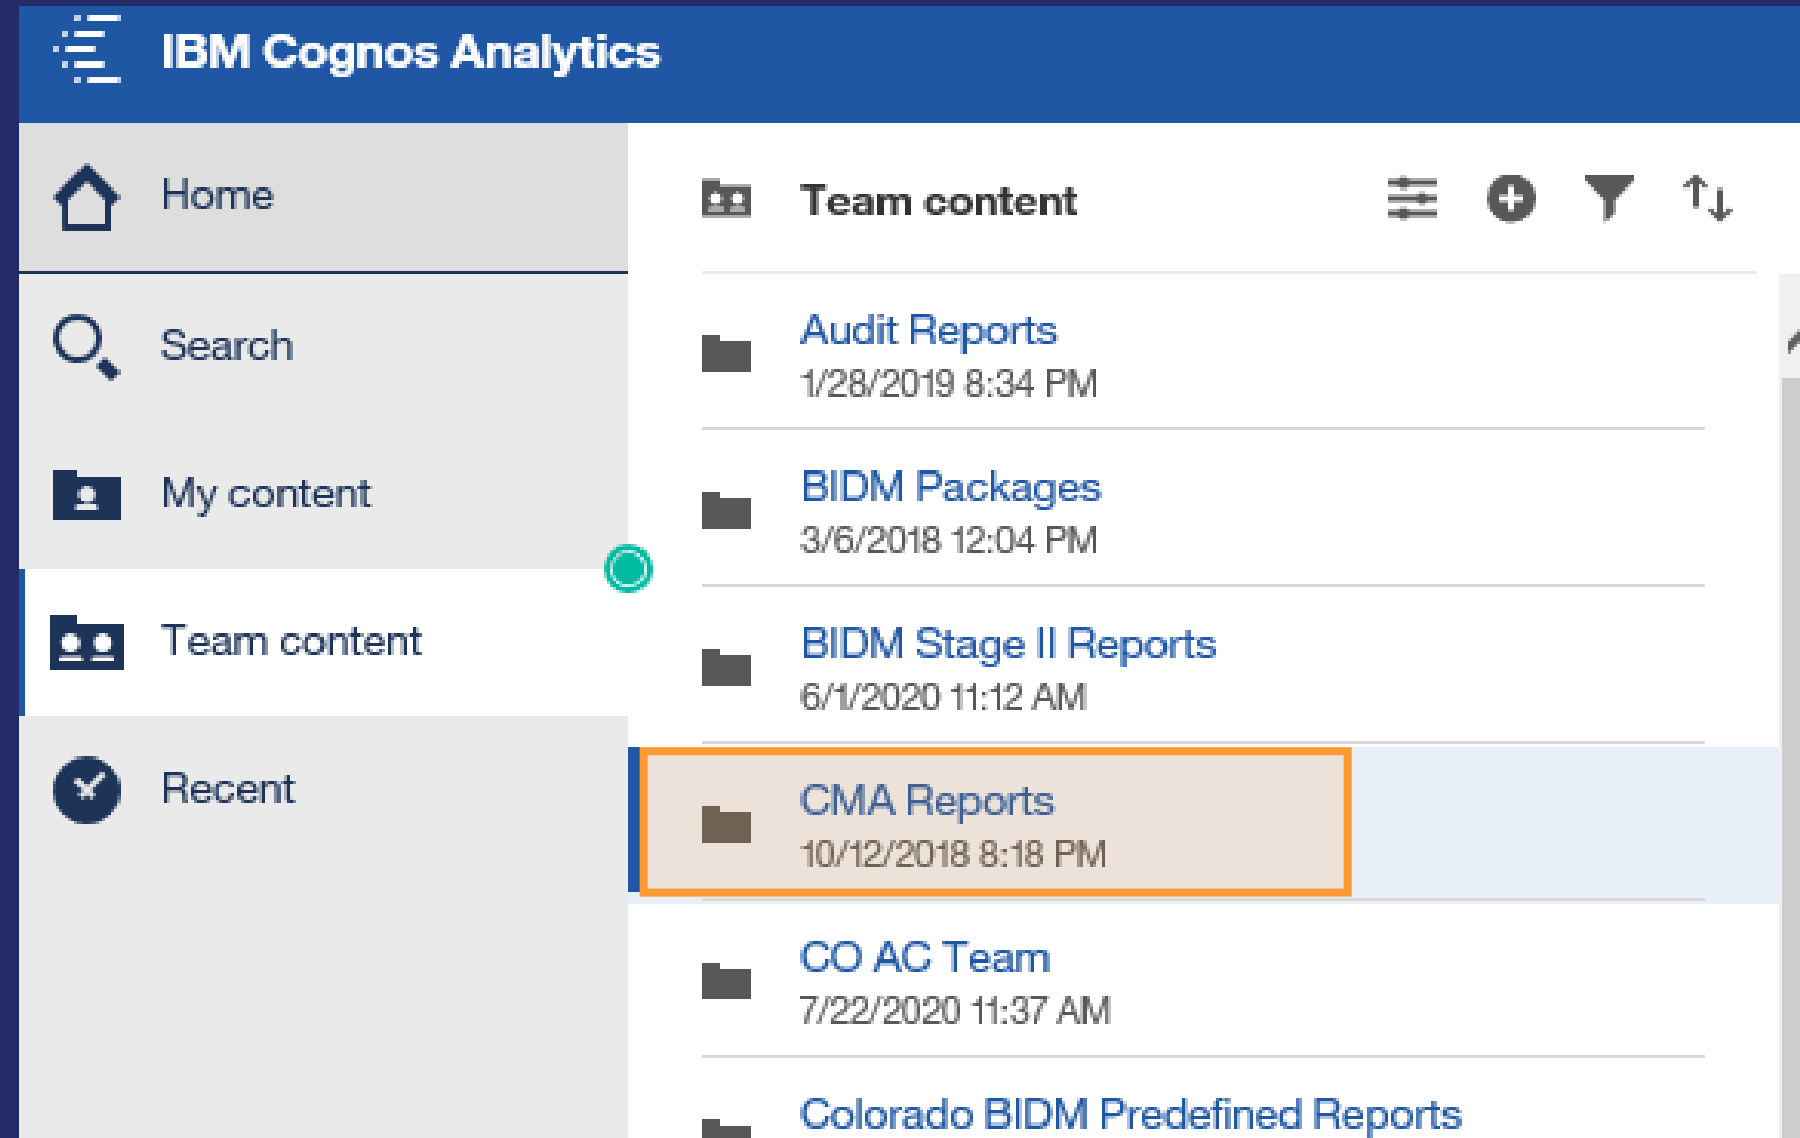 IBM Cognos Analytics
Home
Search
My content
Team content
Recent
Team content
Audit Reports
1/28/2019 8:34 PM
BIDM Packages
3/6/2018 12:04 PM
BIDM Stage II Reports
6/1/2020 11:12 AM
CMA Reports
10/12/2018 8:18 PM
CO AC Team
7/22/2020 11:37 AM
Colorado BIDM Predefined Reports